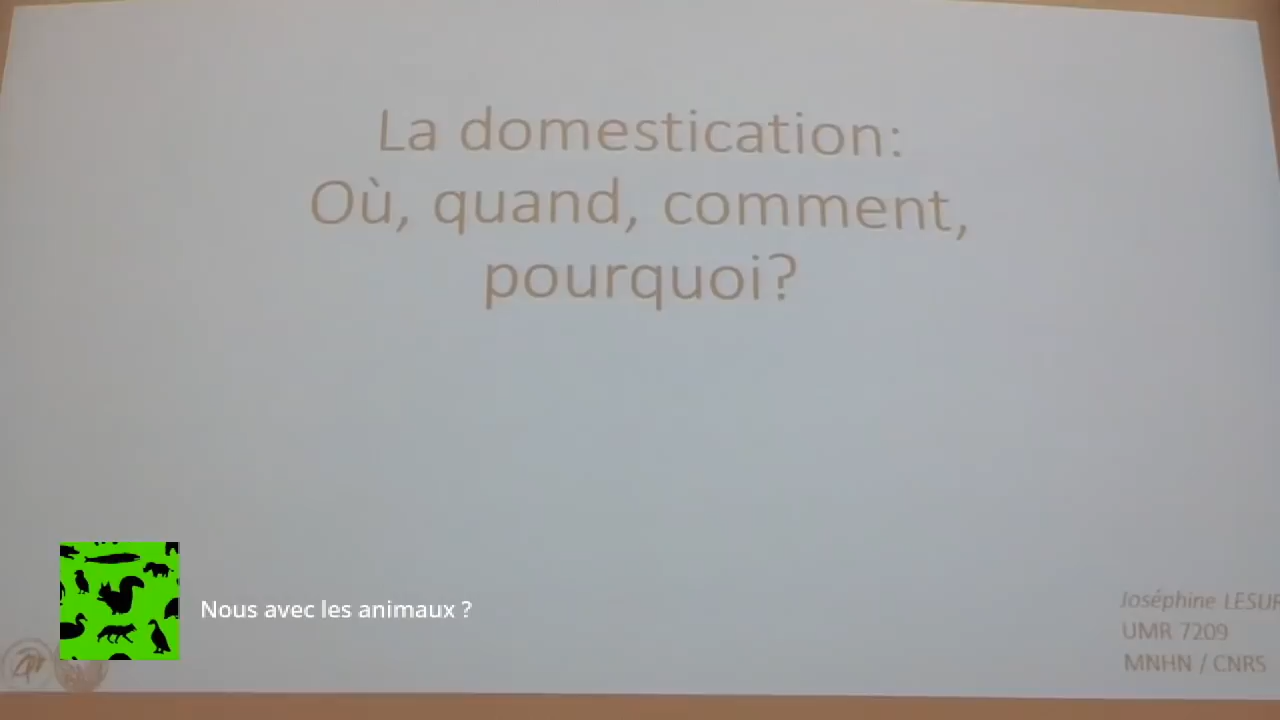 La domestication:
Où, quand, comment,
pourquoi?
Nous avec les animaux ?
Joséphine LESUR
UMR 7209
MNHN / CNRS